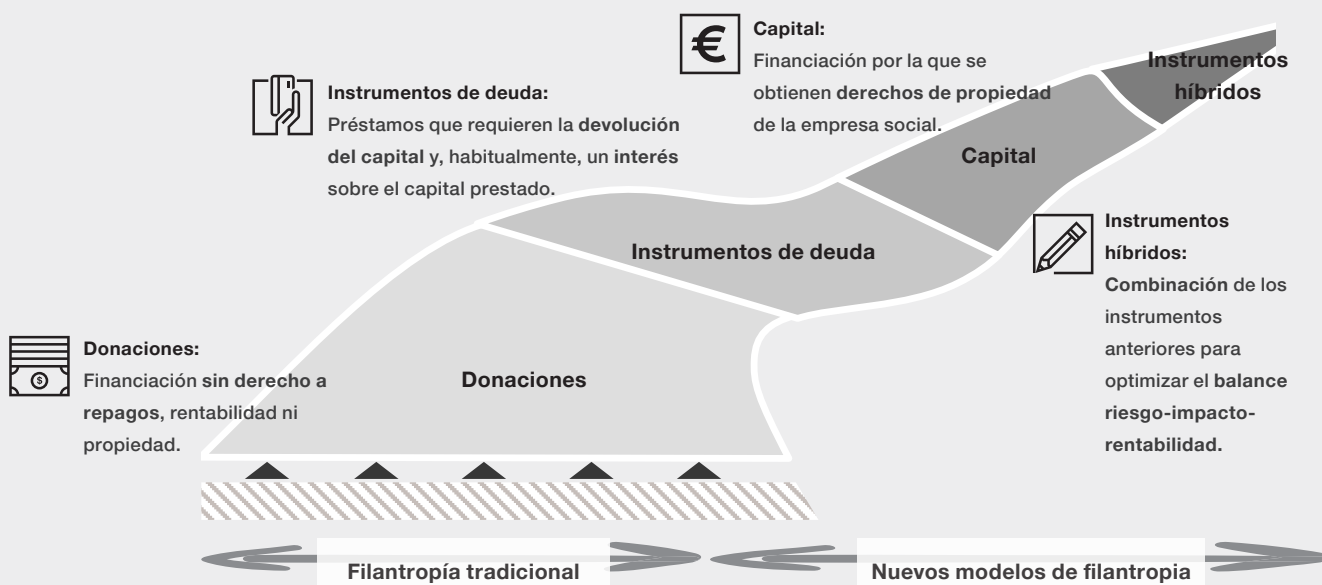 Capital:
Financiación por la que se
obtienen derechos de propiedad
de la empresa social.
Instrumentos de deuda:
Préstamos que requieren la devolución
del capital y, habitualmente, un interés
sobre el capital prestado.
Instrumentos
híbridos
Capital
Instrumentos de deuda
Instrumentos
híbridos:
Combinación de los
instrumentos
anteriores para
optimizar el balance
riesgo-impacto-
rentabilidad.
Donaciones:
Financiación sin derecho a
repagos, rentabilidad ni
propiedad.
Donaciones
Filantropía tradicional
Nuevos modelos de filantropia